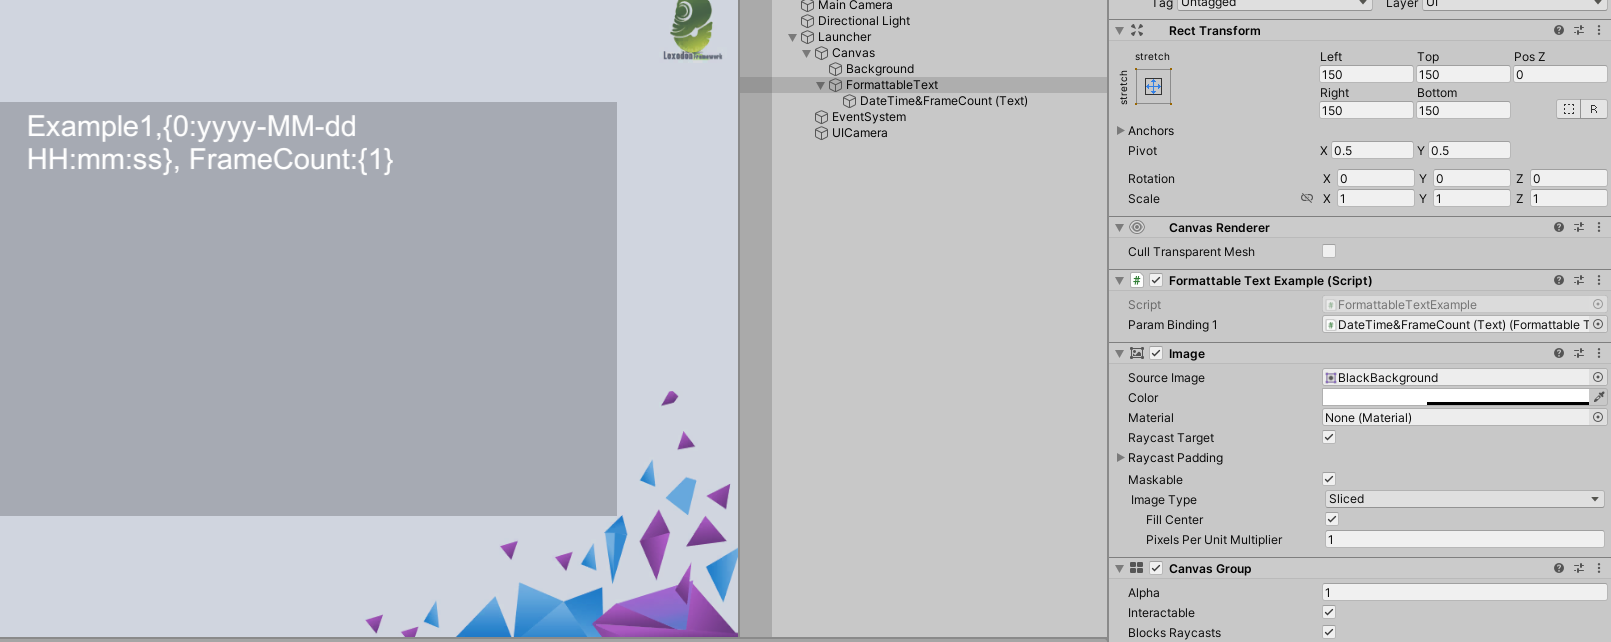 Loxodon Framework
Example1,{0:yyyy-MM-dd
HH:mm:ss}, FrameCount:{1}
Main Camera
Directional Light
Launcher
Canvas
Background
FormattableText
DateTime&FrameCount (Text)
EventSystem
UICamera
Tag Untagged Layer UI
Rect Transform
stretch
stretch
Left Top Pos Z
150 150 0
Right Bottom
150 150
R
Anchors
Pivot X 0.5 Y 0.5
Rotation X 0 Y 0 Z 0
Scale X 1 Y 1 Z 1
Canvas Renderer
Cull Transparent Mesh
# Formattable Text Example (Script)
Script # FormattableTextExample
Param Binding 1 # DateTime&FrameCount (Text) (Formattable T
Image
Source Image BlackBackground
Color
Material None (Material)
Raycast Target
Raycast Padding
Maskable
Image Type Sliced
Fill Center
Pixels Per Unit Multiplier 1
Canvas Group
Alpha 1
Interactable
Blocks Raycasts